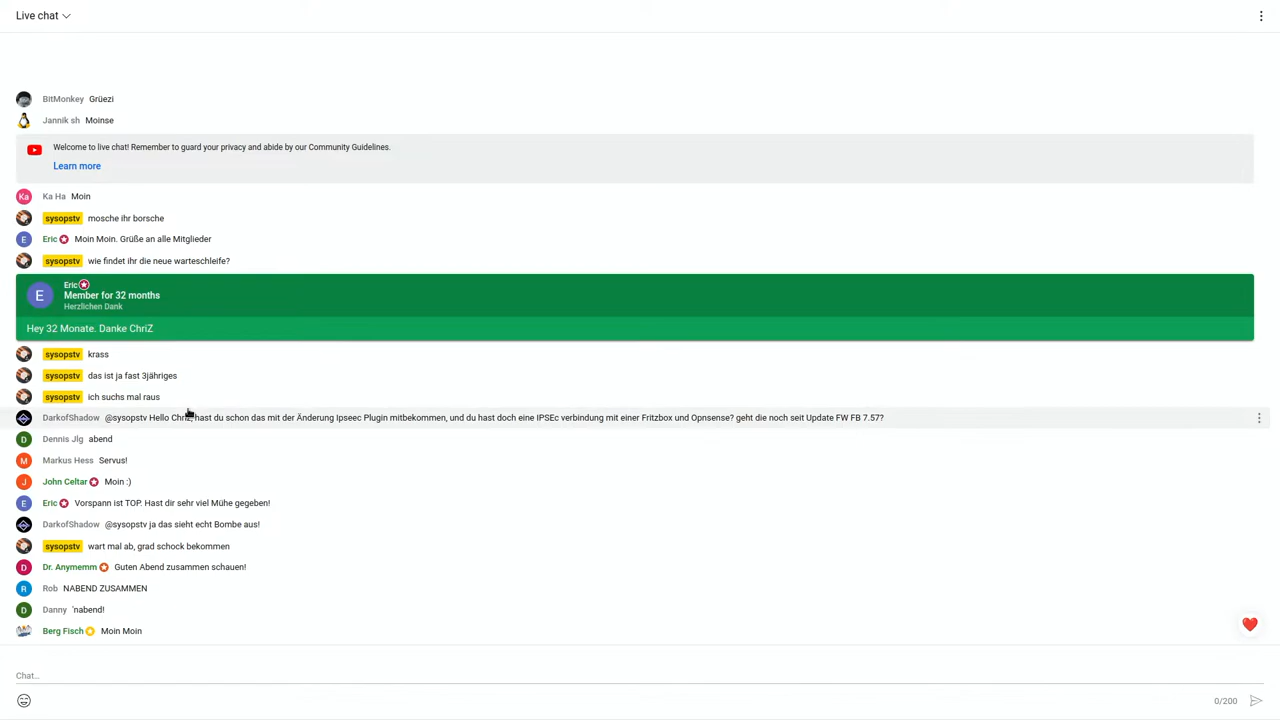 Live chat
BItMonkey Grüezi
Jannik sh Moinse
Welcome to live chat! Remember to guard your privacy and abide by our Community Guidelines.
Learn more
Ka Ka Ha Moin
sysopstv mosche ihr borsche
E Eric Moin Moin. Grüße an alle Mitglieder
sysopstv wie findet ihr die neue warteschleife?
E Eric
Member for 32 months
Herzlichen Dank
Hey 32 Monate. Danke ChriZ
sysopstv krass
sysopstv das ist ja fast 3jähriges
sysopstv ich suchs mal raus
DarkofShadow @sysopstv Hello hast du schon das mit der Änderung Ipseec Plugin mitbekommen, und du hast doch eine IPSEc verbindung mit einer Fritzbox und Opnsense? geht die noch seit Update FW FB 7.57?
D Dennis Jlg abend
M Markus Hess Servus!
J John Celtar Moin :)
E Eric Vorspann ist TOP. Hast dir sehr viel Mühe gegeben!
DarkofShadow @sysopstv ja das sieht echt Bombe aus!
sysopstv wart mal ab, grad schock bekommen
D Dr. Anymemm Guten Abend zusammen schauen!
R Rob NABEND ZUSAMMEN
D Danny 'nabend!
Berg Fisch Moin Moin
Chat...
0/200